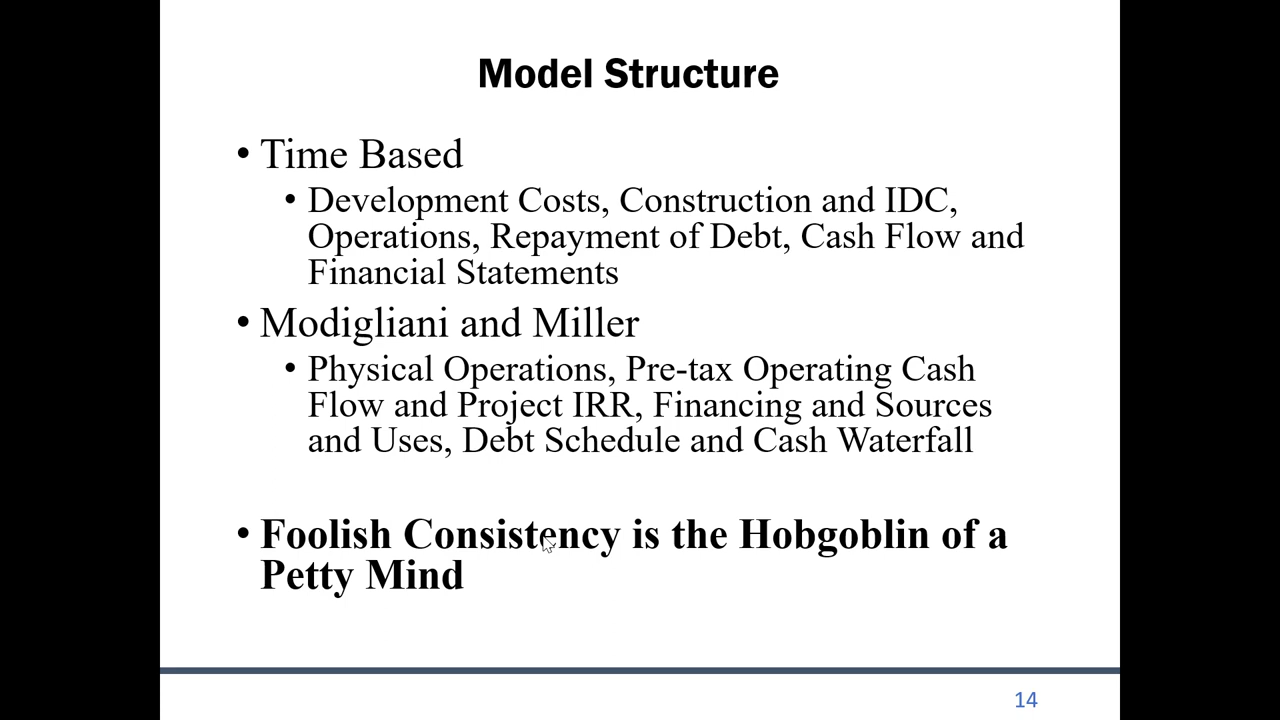 Model Structure
• Time Based
• Development Costs, Construction and IDC,
Operations, Repayment of Debt, Cash Flow and
Financial Statements
• Modigliani and Miller
• Physical Operations, Pre-tax Operating Cash
Flow and Project IRR, Financing and Sources
and Uses, Debt Schedule and Cash Waterfall
• Foolish Consistency is the Hobgoblin of a
Petty Mind
14